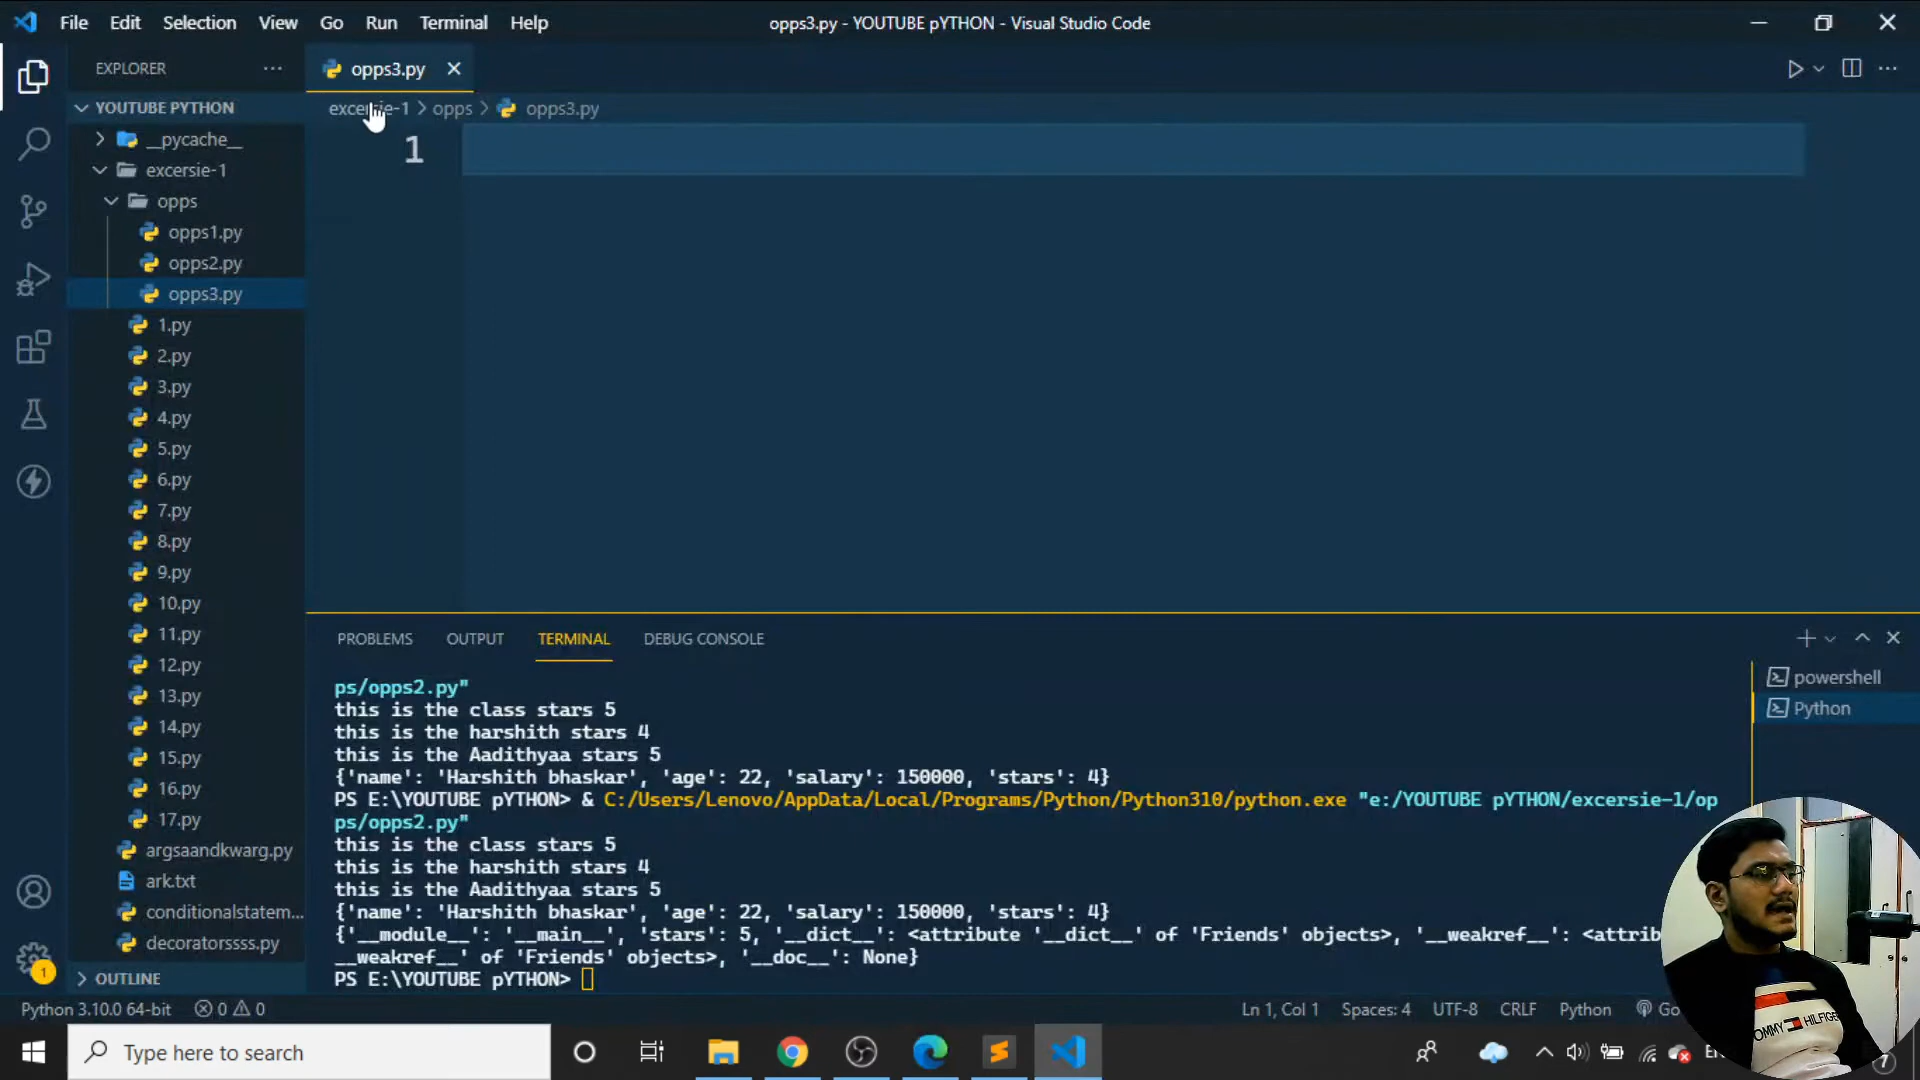 File Edit Selection View Go Run Terminal Help
opps3.py - YOUTUBE pYTHON - Visual Studio Code
EXPLORER
YOUTUBE PYTHON
__pycache__
excersie-1
opps
opps1.py
opps2.py
opps3.py
1.py
2.py
3.py
4.py
5.py
6.py
7.py
8.py
9.py
10.py
11.py
12.py
13.py
14.py
15.py
16.py
17.py
argsaandkwarg.py
ark.txt
conditionalstatem...
decoratorssss.py
OUTLINE
opps3.py
excersie-1 > opps > opps3.py
1
PROBLEMS OUTPUT TERMINAL DEBUG CONSOLE
ps/opps2.py"
this is the class stars 5
this is the harshith stars 4
this is the Aadithyaa stars 5
{'name': 'Harshith bhaskar', 'age': 22, 'salary': 150000, 'stars': 4}
PS E:\YOUTUBE pYTHON> & C:/Users/Lenovo/AppData/Local/Programs/Python/Python310/python.exe "e:/YOUTUBE pYTHON/excersie-1/op
ps/opps2.py"
this is the class stars 5
this is the harshith stars 4
this is the Aadithyaa stars 5
{'name': 'Harshith bhaskar', 'age': 22, 'salary': 150000, 'stars': 4}
{'__module__': '__main__', 'stars': 5, '__dict__': <attribute '__dict__' of 'Friends' objects>, '__weakref__': <attrib
__weakref__' of 'Friends' objects>, '__doc__': None}
PS E:\YOUTUBE pYTHON>
powershell
Python
1
Python 3.10.0 64-bit 0 0
Ln 1, Col 1 Spaces: 4 UTF-8 CRLF Python Go
Type here to search
TOMMY HILFIGER
7